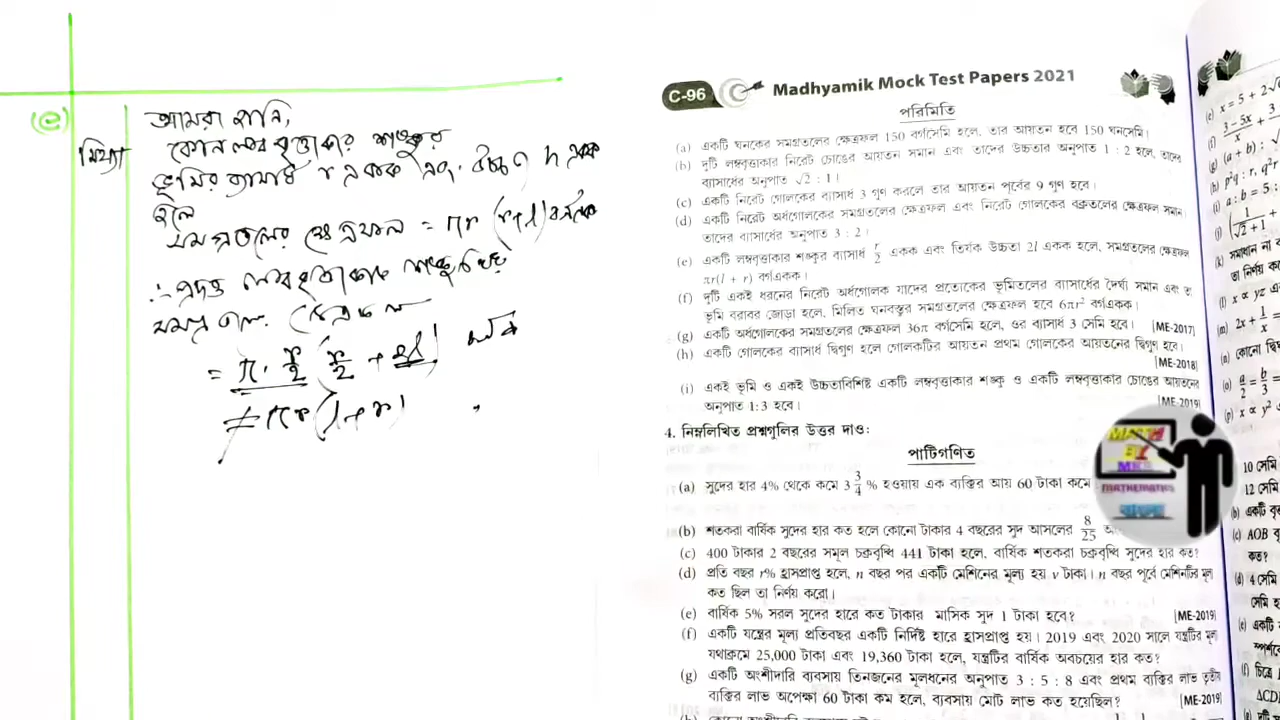 (e)
আমরা জানি,
মিথ্যা
কোন লম্ব বৃত্তাকার শঙ্কুর
ভূমির ব্যাসার্ধ r একক এবং উচ্চতা h একক
হলে
সমগ্রতলের ক্ষেত্রফল = πr (r+l) বর্গএকক
∴ প্রদত্ত লম্ব বৃত্তাকার শঙ্কুটির
সমগ্র তলের ক্ষেত্রফল
= π · r/2 (r/2 + 2l)
≠ πr (l+r)
C-96
Madhyamik Mock Test Papers 2021
পরিমিতি
(a) একটি ঘনকের সমগ্রতলের ক্ষেত্রফল 150 বর্গসেমি হলে, তার আয়তন হবে 150 ঘনসেমি।
(b) দুটি লম্ববৃত্তাকার নিরেট চোঙের আয়তন সমান এবং তাদের উচ্চতার অনুপাত 1 : 2 হলে, তাদের
ব্যাসার্ধের অনুপাত √2 : 1।
(c) একটি নিরেট গোলকের ব্যাসার্ধ 3 গুণ করলে তার আয়তন পূর্বের 9 গুণ হবে।
(d) একটি নিরেট অর্ধগোলকের সমগ্রতলের ক্ষেত্রফল এবং নিরেট গোলকের বক্রতলের ক্ষেত্রফল সমান।
তাদের ব্যাসার্ধের অনুপাত 3 : 2।
(e) একটি লম্ববৃত্তাকার শঙ্কুর ব্যাসার্ধ r/2 একক এবং তির্যক উচ্চতা 2l একক হলে, সমগ্রতলের ক্ষেত্রফল
πr(l + r) বর্গএকক।
(f) দুটি একই ধরনের নিরেট অর্ধগোলক যাদের প্রত্যেকের ভূমিতলের ব্যাসার্ধের দৈর্ঘ্য সমান এবং তা
ভূমি বরাবর জোড়া হলে, মিলিত ঘনবস্তুর সমগ্রতলের ক্ষেত্রফল হবে 6πr² বর্গএকক।
(g) একটি অর্ধগোলকের সমগ্রতলের ক্ষেত্রফল 36π বর্গসেমি হলে, ওর ব্যাসার্ধ 3 সেমি হবে। [ME-2017]
(h) একটি গোলকের ব্যাসার্ধ দ্বিগুণ হলে গোলকটির আয়তন প্রথম গোলকের আয়তনের দ্বিগুণ হবে।
[ME-2018]
(i) একই ভূমি ও একই উচ্চতাবিশিষ্ট একটি লম্ববৃত্তাকার শঙ্কু ও একটি লম্ববৃত্তাকার চোঙের আয়তনের
অনুপাত 1:3 হবে। [ME-2019]
4. নিম্নলিখিত প্রশ্নগুলির উত্তর দাও:
পাটিগণিত
(a) সুদের হার 4% থেকে কমে 3 3/4 % হওয়ায় এক ব্যক্তির আয় 60 টাকা কমে
(b) শতকরা বার্ষিক সুদের হার কত হলে কোনো টাকার 4 বছরের সুদ আসলের 8/25
(c) 400 টাকার 2 বছরের সমূল চক্রবৃদ্ধি 441 টাকা হলে, বার্ষিক শতকরা চক্রবৃদ্ধি সুদের হার কত?
(d) প্রতি বছর r% হ্রাসপ্রাপ্ত হলে, n বছর পর একটি মেশিনের মূল্য হয় v টাকা। n বছর পূর্বে মেশিনটির মূল্য
কত ছিল তা নির্ণয় করো।
(e) বার্ষিক 5% সরল সুদের হারে কত টাকার মাসিক সুদ 1 টাকা হবে? [ME-2019]
(f) একটি যন্ত্রের মূল্য প্রতিবছর একটি নির্দিষ্ট হারে হ্রাসপ্রাপ্ত হয়। 2019 এবং 2020 সালে যন্ত্রটির মূল্য
যথাক্রমে 25,000 টাকা এবং 19,360 টাকা হলে, যন্ত্রটির বার্ষিক অবচয়ের হার কত?
(g) একটি অংশীদারি ব্যবসায় তিনজনের মূলধনের অনুপাত 3 : 5 : 8 এবং প্রথম ব্যক্তির লাভ তৃতীয়
ব্যক্তির লাভ অপেক্ষা 60 টাকা কম হলে, ব্যবসায় মোট লাভ কত হয়েছিল? [ME-2019]
MATH
BY
MKS
MATHEMATICS
বাংলা